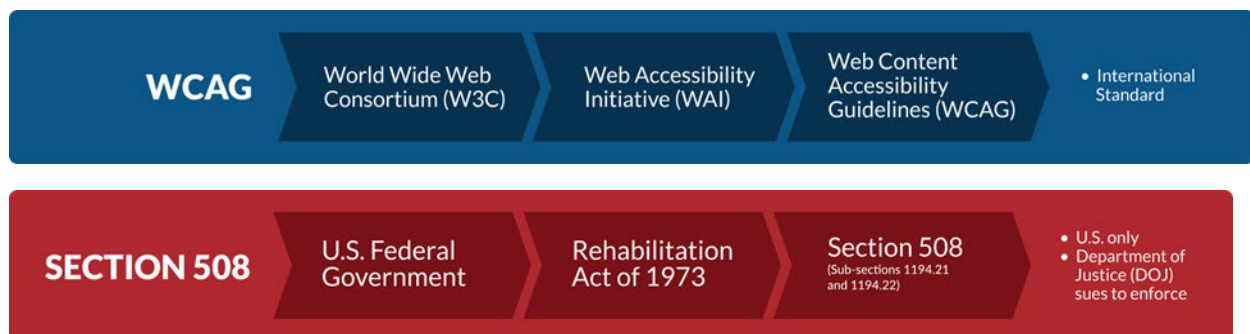 WCAG
World Wide Web
Consortium (W3C)
Web Accessibility
Initiative (WAI)
Web Content
Accessibility
Guidelines (WCAG)
• International
Standard
SECTION 508
U.S. Federal
Government
Rehabilitation
Act of 1973
Section 508
(Sub-sections 1194.21
and 1194.22)
• U.S. only
• Department of
Justice (DOJ)
sues to enforce